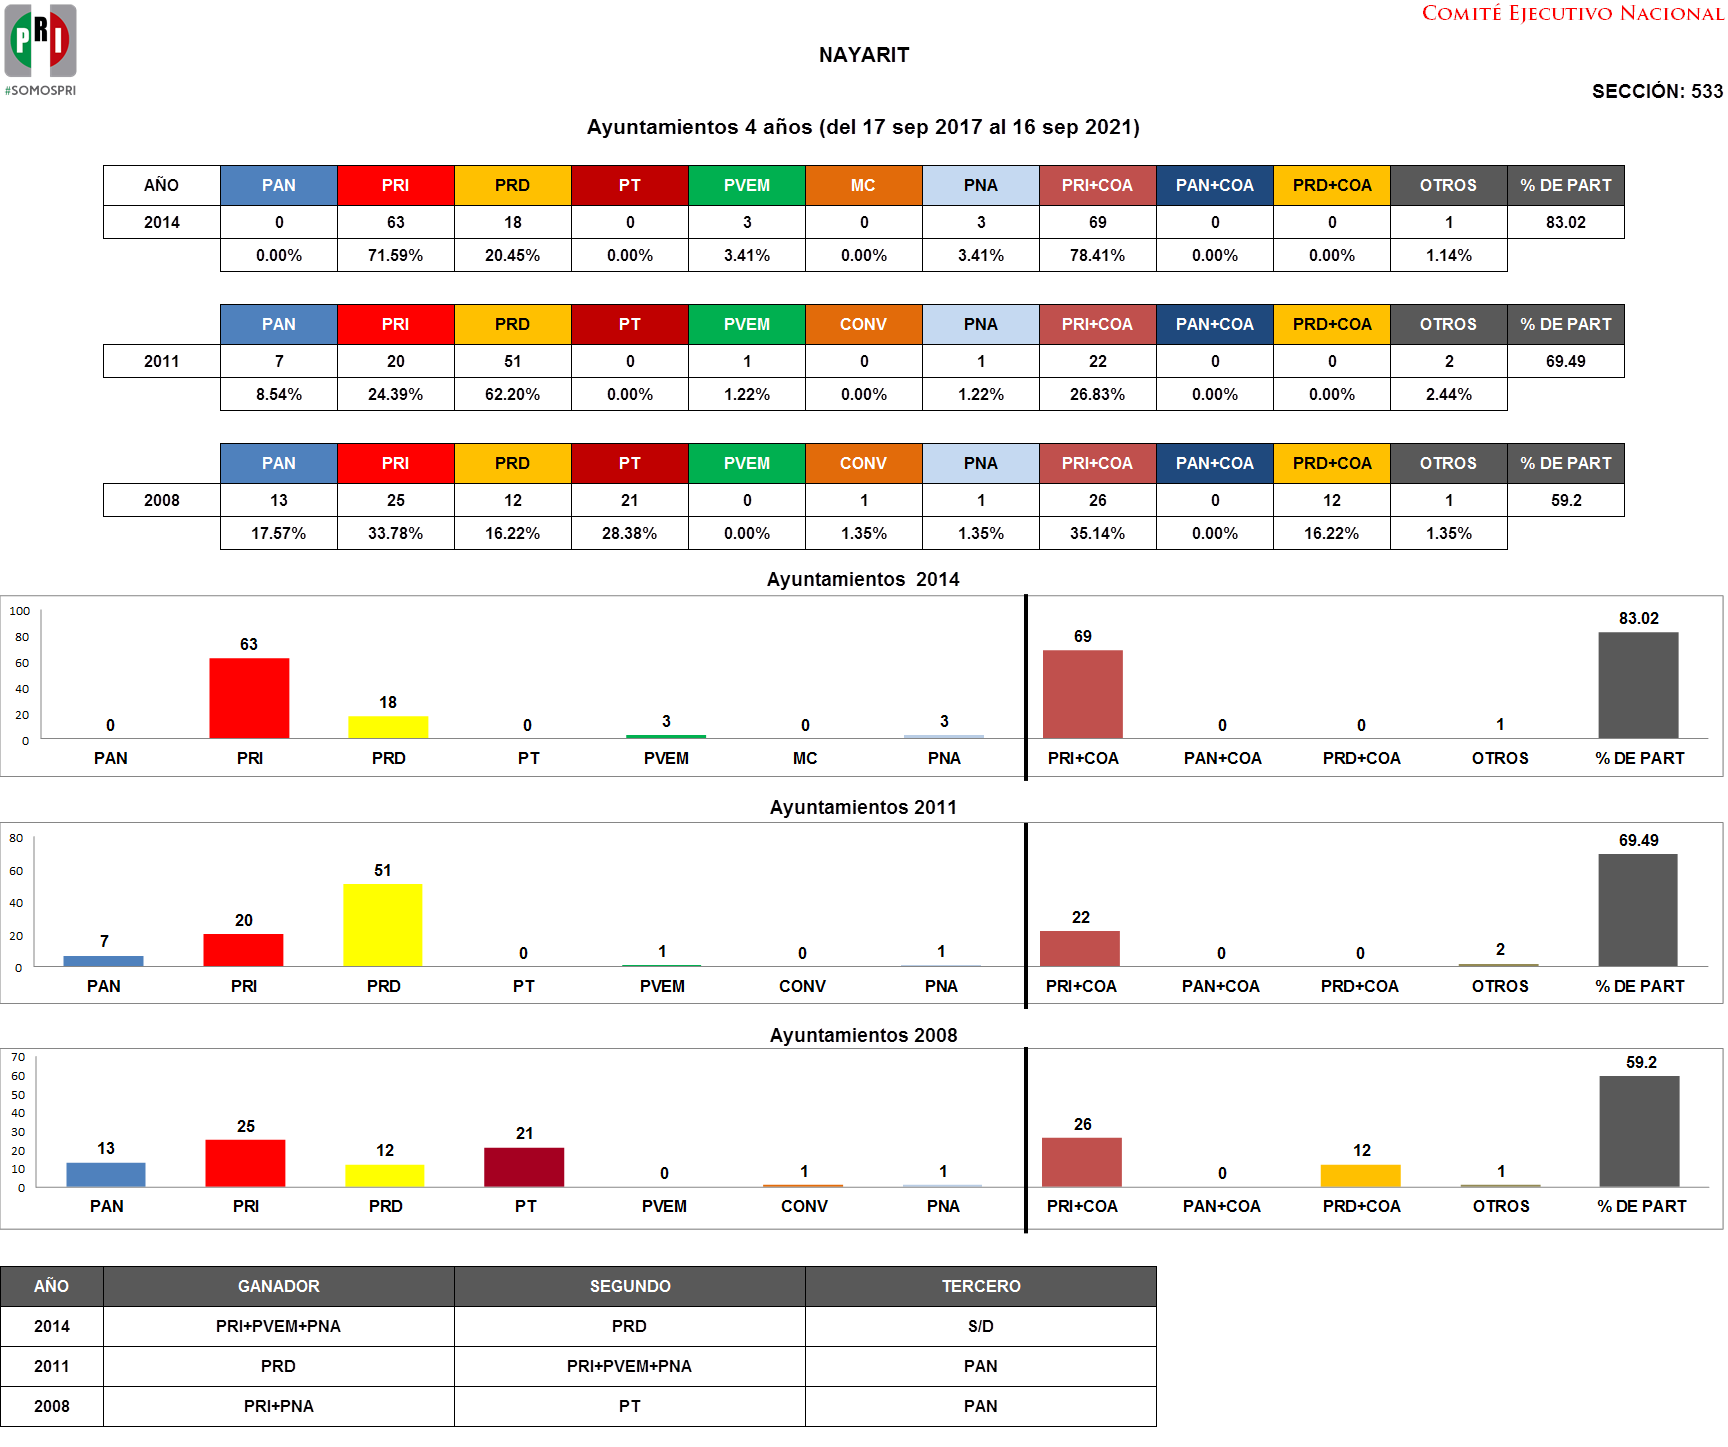 PRI
#SOMOSPRI
COMITÉ EJECUTIVO NACIONAL
NAYARIT
SECCIÓN: 533
Ayuntamientos 4 años (del 17 sep 2017 al 16 sep 2021)
AÑO PAN PRI PRD PT PVEM MC PNA PRI+COA PAN+COA PRD+COA OTROS % DE PART
2014 0 63 18 0 3 0 3 69 0 0 1 83.02
0.00% 71.59% 20.45% 0.00% 3.41% 0.00% 3.41% 78.41% 0.00% 0.00% 1.14%
PAN PRI PRD PT PVEM CONV PNA PRI+COA PAN+COA PRD+COA OTROS % DE PART
2011 7 20 51 0 1 0 1 22 0 0 2 69.49
8.54% 24.39% 62.20% 0.00% 1.22% 0.00% 1.22% 26.83% 0.00% 0.00% 2.44%
PAN PRI PRD PT PVEM CONV PNA PRI+COA PAN+COA PRD+COA OTROS % DE PART
2008 13 25 12 21 0 1 1 26 0 12 1 59.2
17.57% 33.78% 16.22% 28.38% 0.00% 1.35% 1.35% 35.14% 0.00% 16.22% 1.35%
Ayuntamientos 2014
100
80
60
40
20
0
0 63 18 0 3 0 3 69 0 0 1 83.02
PAN PRI PRD PT PVEM MC PNA PRI+COA PAN+COA PRD+COA OTROS % DE PART
Ayuntamientos 2011
80
60
40
20
0
7 20 51 0 1 0 1 22 0 0 2 69.49
PAN PRI PRD PT PVEM CONV PNA PRI+COA PAN+COA PRD+COA OTROS % DE PART
Ayuntamientos 2008
70
60
50
40
30
20
10
0
13 25 12 21 0 1 1 26 0 12 1 59.2
PAN PRI PRD PT PVEM CONV PNA PRI+COA PAN+COA PRD+COA OTROS % DE PART
AÑO GANADOR SEGUNDO TERCERO
2014 PRI+PVEM+PNA PRD S/D
2011 PRD PRI+PVEM+PNA PAN
2008 PRI+PNA PT PAN